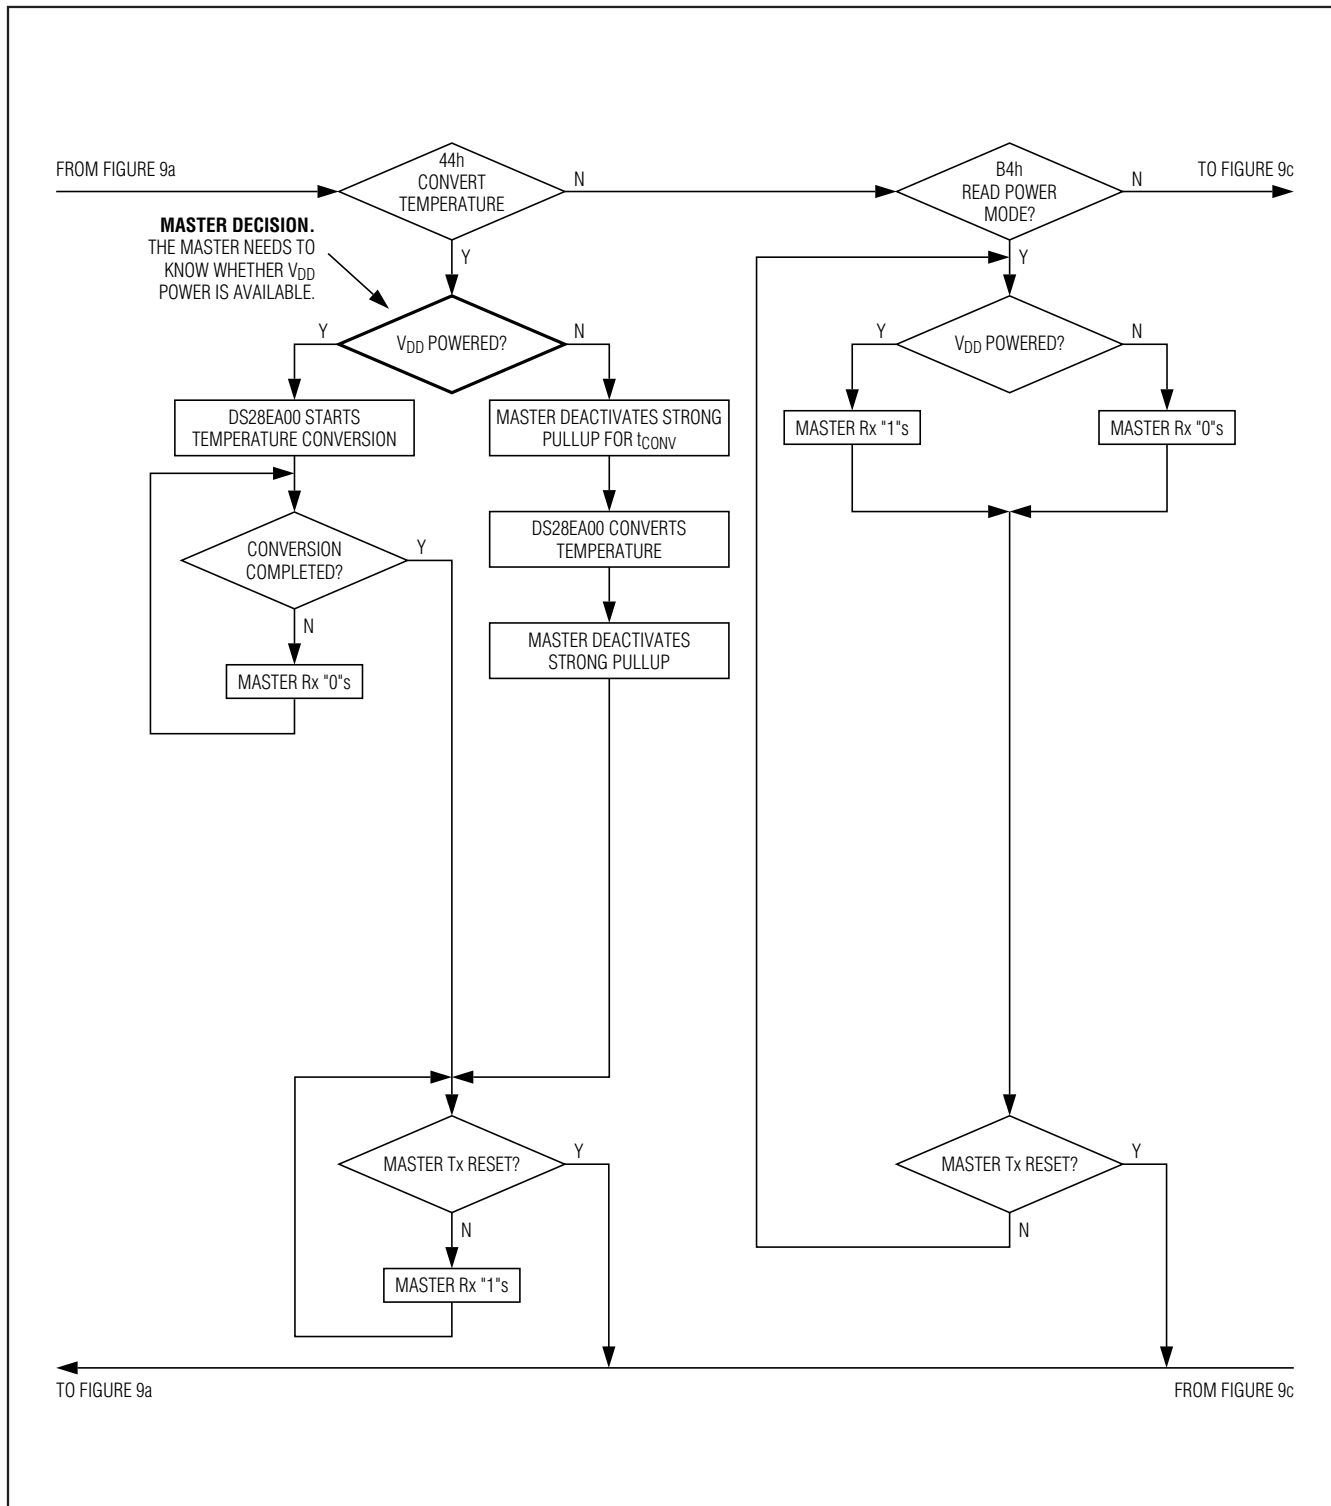 FROM FIGURE 9a
44h
CONVERT
TEMPERATURE
N
B4h
READ POWER
MODE?
N
TO FIGURE 9c
MASTER DECISION.
THE MASTER NEEDS TO
KNOW WHETHER VDD
POWER IS AVAILABLE.
Y
Y
Y
VDD POWERED?
N
Y
VDD POWERED?
N
DS28EA00 STARTS
TEMPERATURE CONVERSION
MASTER DEACTIVATES STRONG
PULLUP FOR tCONV
MASTER Rx "1"s
MASTER Rx "0"s
CONVERSION
COMPLETED?
Y
DS28EA00 CONVERTS
TEMPERATURE
N
MASTER DEACTIVATES
STRONG PULLUP
MASTER Rx "0"s
MASTER Tx RESET?
Y
MASTER Tx RESET?
Y
N
N
MASTER Rx "1"s
TO FIGURE 9a
FROM FIGURE 9c